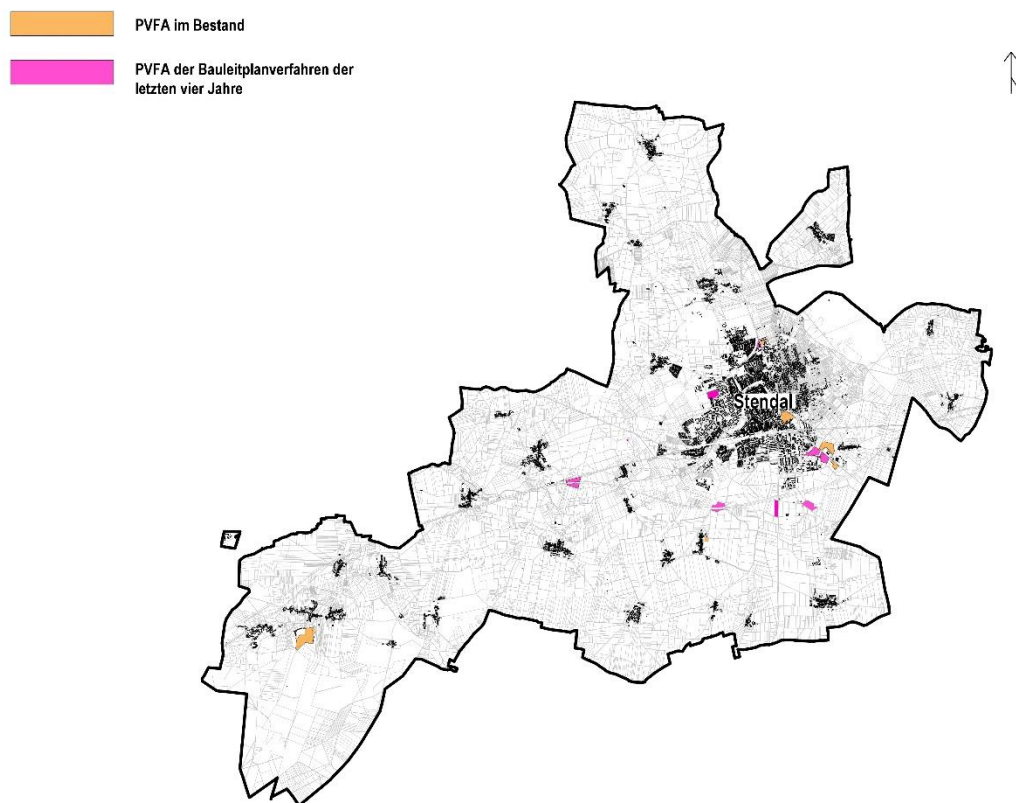 PVFA im Bestand
PVFA der Bauleitplanverfahren der
letzten vier Jahre
Stendal